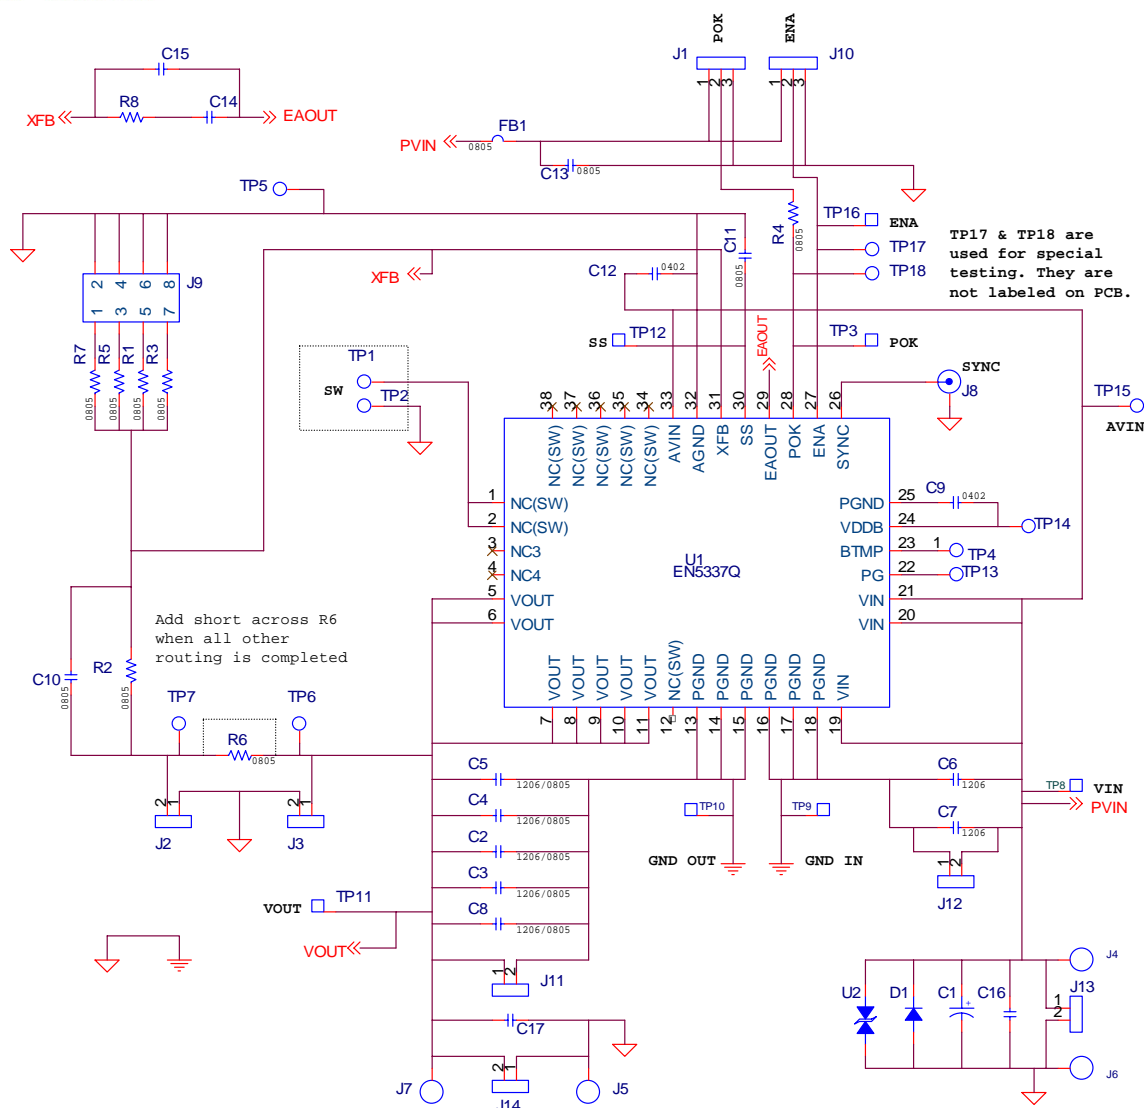 POK
ENA
J1
J10
1
2
3
1
2
3
C15
R8
C14
XFB
EAOUT
PVIN
FB1
0805
C13
0805
TP5
TP16
ENA
TP17
TP18
TP17 & TP18 are
used for special
testing. They are
not labeled on PCB.
R4
0805
C11
0805
C12
0402
XFB
2
4
6
8
J9
1
3
5
7
R7
R5
R1
R3
0805
0805
0805
0805
SS
TP12
EAOUT
TP3
POK
TP1
SW
TP2
SYNC
J8
TP15
AVIN
38
37
36
35
34
33
32
31
30
29
28
27
26
NC(SW)
NC(SW)
NC(SW)
NC(SW)
NC(SW)
AVIN
AGND
XFB
SS
EAOUT
POK
ENA
SYNC
1
NC(SW)
2
NC(SW)
3
NC3
4
NC4
5
VOUT
6
VOUT
U1
EN5337Q
PGND
25
VDDB
24
BTMP
23
PG
22
VIN
21
VIN
20
C9
0402
TP14
1
TP4
TP13
VOUT
VOUT
VOUT
VOUT
VOUT
NC(SW)
PGND
PGND
PGND
PGND
PGND
PGND
VIN
7
8
9
10
11
12
13
14
15
16
17
18
19
Add short across R6
when all other
routing is completed
C10
0805
R2
0805
TP7
TP6
R6
0805
2
1
J2
2
1
J3
C5
1206/0805
C4
1206/0805
C2
1206/0805
C3
1206/0805
C8
1206/0805
TP10
TP9
GND OUT
GND IN
C6
1206
C7
1206
1
2
J12
TP8
VIN
PVIN
VOUT
TP11
VOUT
1
2
J11
C17
2
1
J14
J7
J5
U2
D1
C1
+
C16
J4
J13
1
2
J6